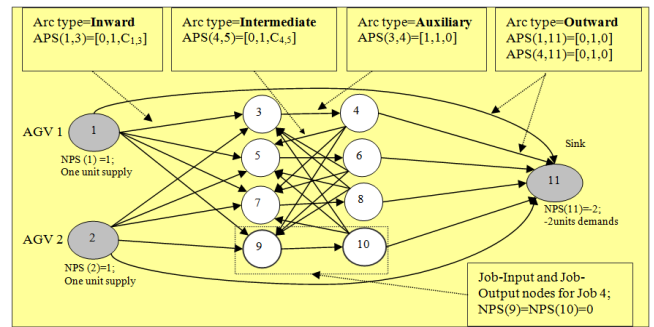 Arc type=Inward
APS(1,3)=[0,1,C1,3]
Arc type=Intermediate
APS(4,5)=[0,1,C4,5]
Arc type=Auxiliary
APS(3,4)=[1,1,0]
Arc type=Outward
APS(1,11)=[0,1,0]
APS(4,11)=[0,1,0]
AGV 1
1
NPS (1) =1;
One unit supply
3
4
5
6
7
8
9
10
Sink
11
NPS(11)=-2;
-2units demands
AGV 2
2
NPS (2)=1;
One unit supply
Job-Input and Job-
Output nodes for Job 4;
NPS(9)=NPS(10)=0